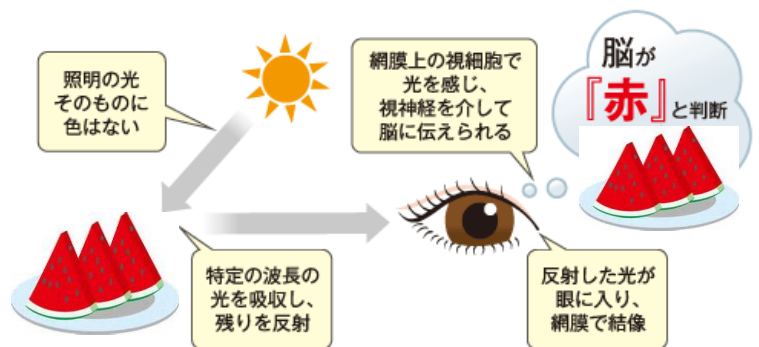 照明の光
そのものに
色はない
網膜上の視細胞で
光を感じ、
視神経を介して
脳に伝えられる
脳が
『赤』と判断
特定の波長の
光を吸収し、
残りを反射
反射した光が
眼に入り、
網膜で結像